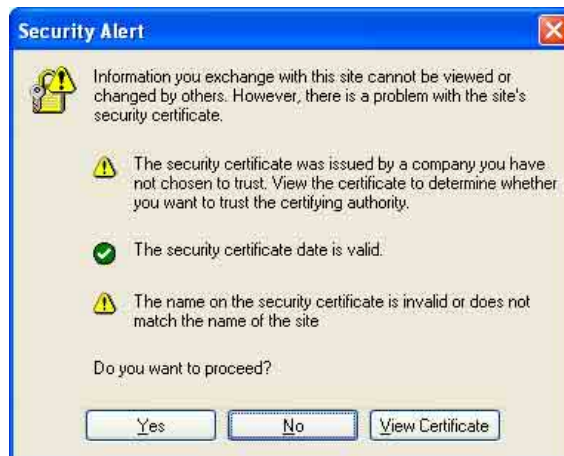 Security Alert
Information you exchange with this site cannot be viewed or
changed by others. However, there is a problem with the site's
security certificate.
The security certificate was issued by a company you have
not chosen to trust. View the certificate to determine whether
you want to trust the certifying authority.
The security certificate date is valid.
The name on the security certificate is invalid or does not
match the name of the site
Do you want to proceed?
Yes No View Certificate